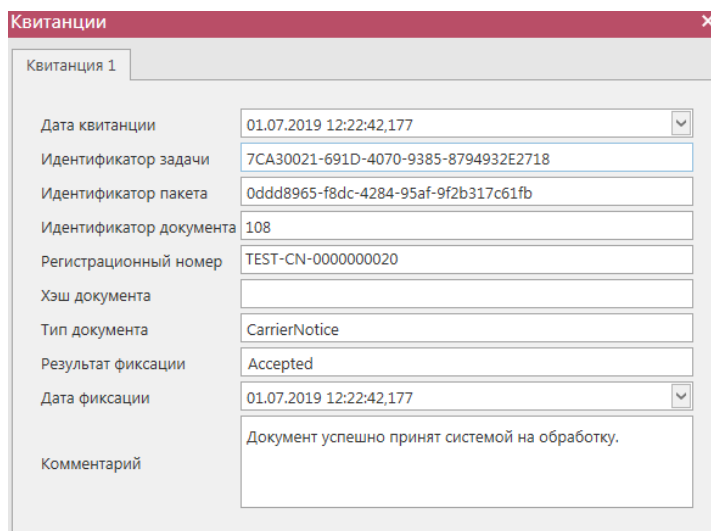 Квитанции
Квитанция 1
Дата квитанции 01.07.2019 12:22:42,177
Идентификатор задачи 7CA30021-691D-4070-9385-8794932E2718
Идентификатор пакета 0ddd8965-f8dc-4284-95af-9f2b317c61fb
Идентификатор документа 108
Регистрационный номер TEST-CN-0000000020
Хэш документа
Тип документа CarrierNotice
Результат фиксации Accepted
Дата фиксации 01.07.2019 12:22:42,177
Комментарий Документ успешно принят системой на обработку.